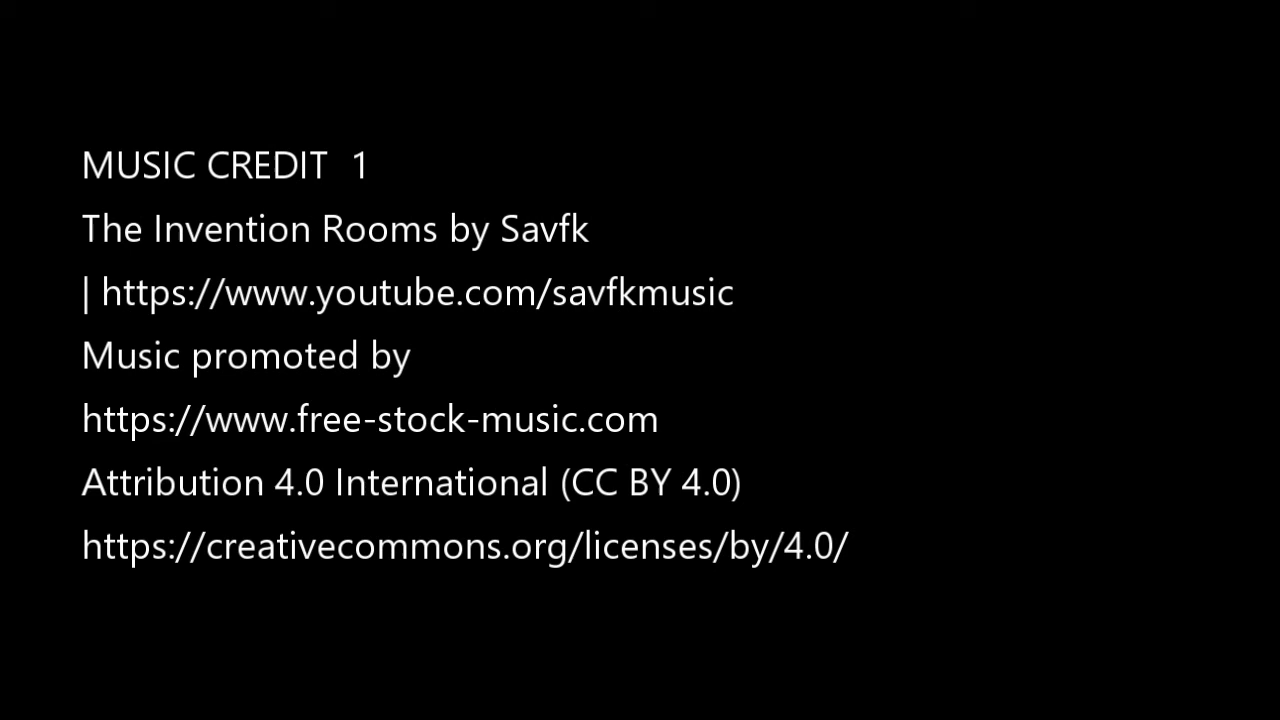 MUSIC CREDIT  1
The Invention Rooms by Savfk
| https://www.youtube.com/savfkmusic
Music promoted by
https://www.free-stock-music.com
Attribution 4.0 International (CC BY 4.0)
https://creativecommons.org/licenses/by/4.0/